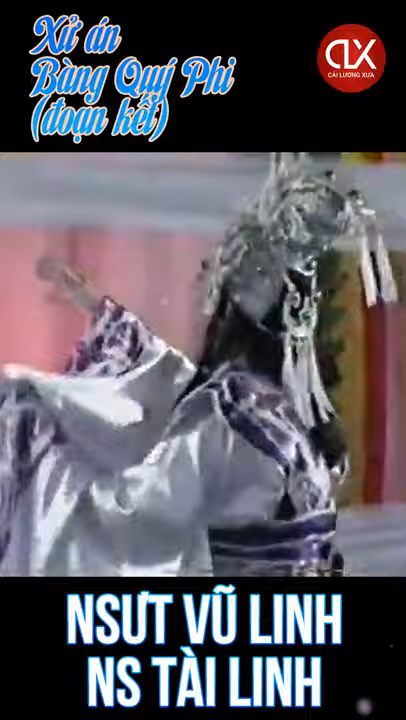 Xử án
Bàng Quý Phi
(đoạn kết)
CLX
CẢI LƯƠNG XƯA
NSƯT VŨ LINH
NS TÀI LINH